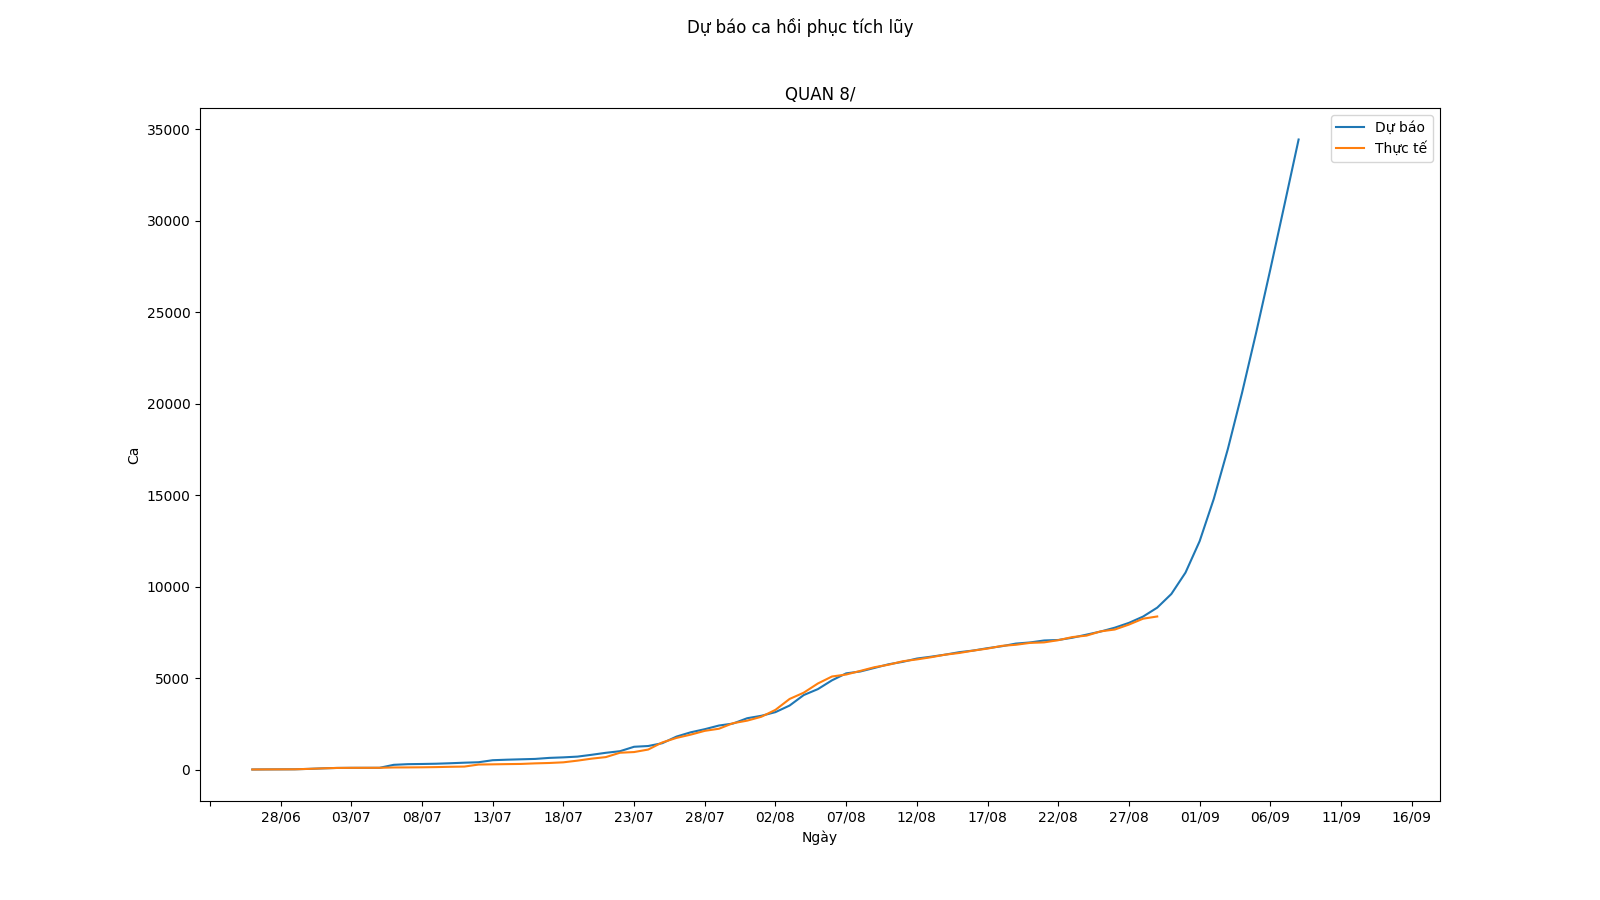 Dự báo ca hồi phục tích lũy
QUAN 8/
Dự báo
Thực tế
35000
30000
25000
20000
15000
10000
5000
0
Ca
28/06 03/07 08/07 13/07 18/07 23/07 28/07 02/08 07/08 12/08 17/08 22/08 27/08 01/09 06/09 11/09 16/09
Ngày